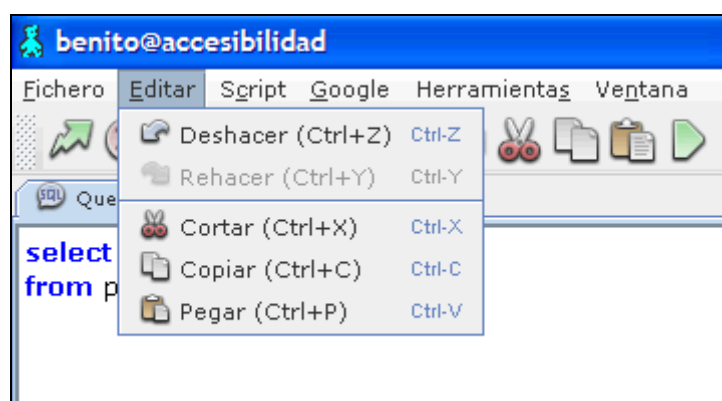 benito@accesibilidad
Fichero Editar Script Google Herramientas Ventana
Deshacer (Ctrl+Z) Ctrl-Z
Rehacer (Ctrl+Y) Ctrl-Y
SQL Que
Cortar (Ctrl+X) Ctrl-X
select
Copiar (Ctrl+C) Ctrl-C
from p
Pegar (Ctrl+P) Ctrl-V